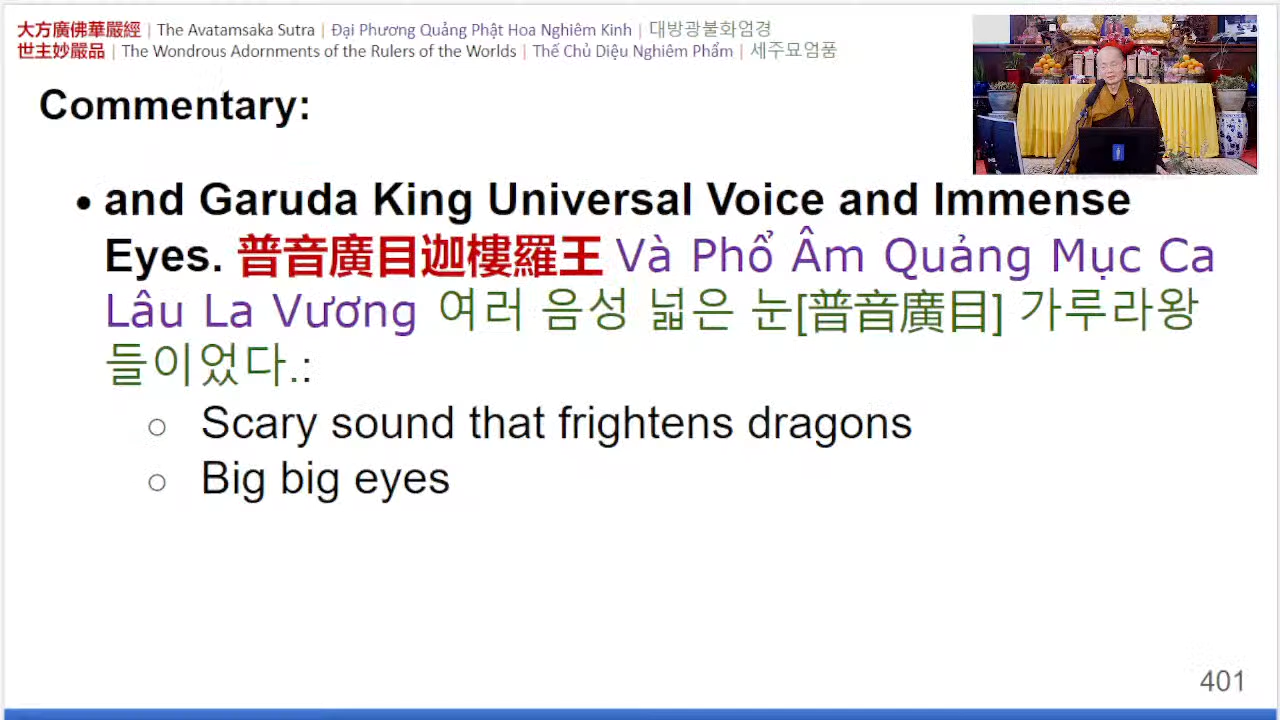 大方廣佛華嚴經 | The Avatamsaka Sutra | Đại Phương Quảng Phật Hoa Nghiêm Kinh | 대방광불화엄경
世主妙嚴品 | The Wondrous Adornments of the Rulers of the Worlds | Thế Chủ Diệu Nghiêm Phẩm | 세주묘엄품
Commentary:
• and Garuda King Universal Voice and Immense
Eyes. 普音廣目迦樓羅王 Và Phổ Âm Quảng Mục Ca
Lâu La Vương 여러 음성 넓은 눈[普音廣目] 가루라왕
들이었다.:
○ Scary sound that frightens dragons
○ Big big eyes
401